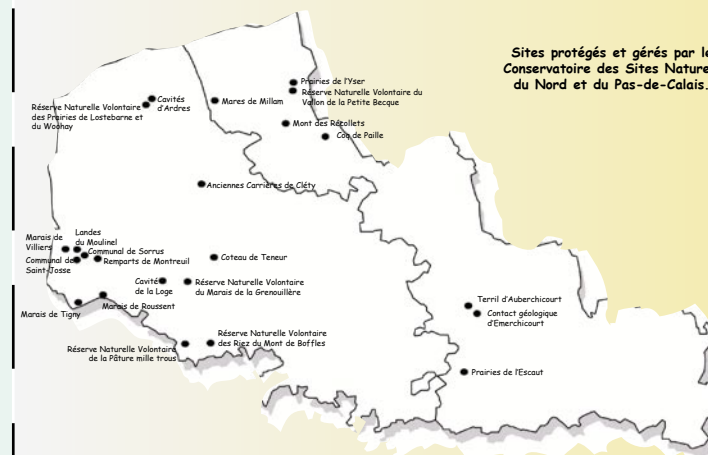 Sites protégés et gérés par le
Conservatoire des Sites Nature
du Nord et du Pas-de-Calais.
Prairies de l'Yser
Réserve Naturelle Volontaire du
Vallon de la Petite Becque
Cavités
d'Ardres
Mares de Millam
Réserve Naturelle Volontaire
des Prairies de Lostebarne et
du Woohay
Mont des Récollets
Coq de Paille
Anciennes Carrières de Cléty
Marais de
Villiers
Landes
du Moulinel
Communal de Sorrus
Remparts de Montreuil
Communal de
Saint-Josse
Coteau de Teneur
Cavité
de la Loge
Réserve Naturelle Volontaire
du Marais de la Grenouillère
Marais de Roussent
Marais de Tigny
Terril d'Auberchicourt
Contact géologique
d'Emerchicourt
Réserve Naturelle Volontaire
des Riez du Mont de Boffles
Réserve Naturelle Volontaire
de la Pâture mille trous
Prairies de l'Escaut